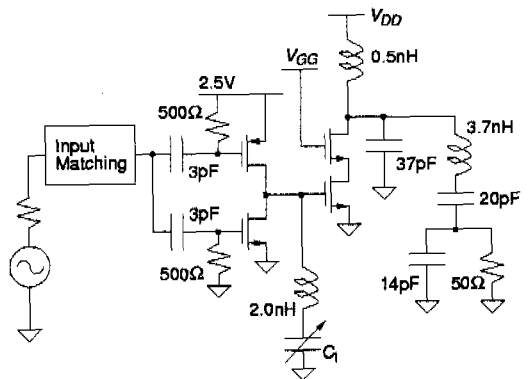 V_DD
V_GG
0.5nH
2.5V
500Ω
3.7nH
Input
Matching
3pF
37pF
20pF
3pF
500Ω
14pF
50Ω
2.0nH
C_1